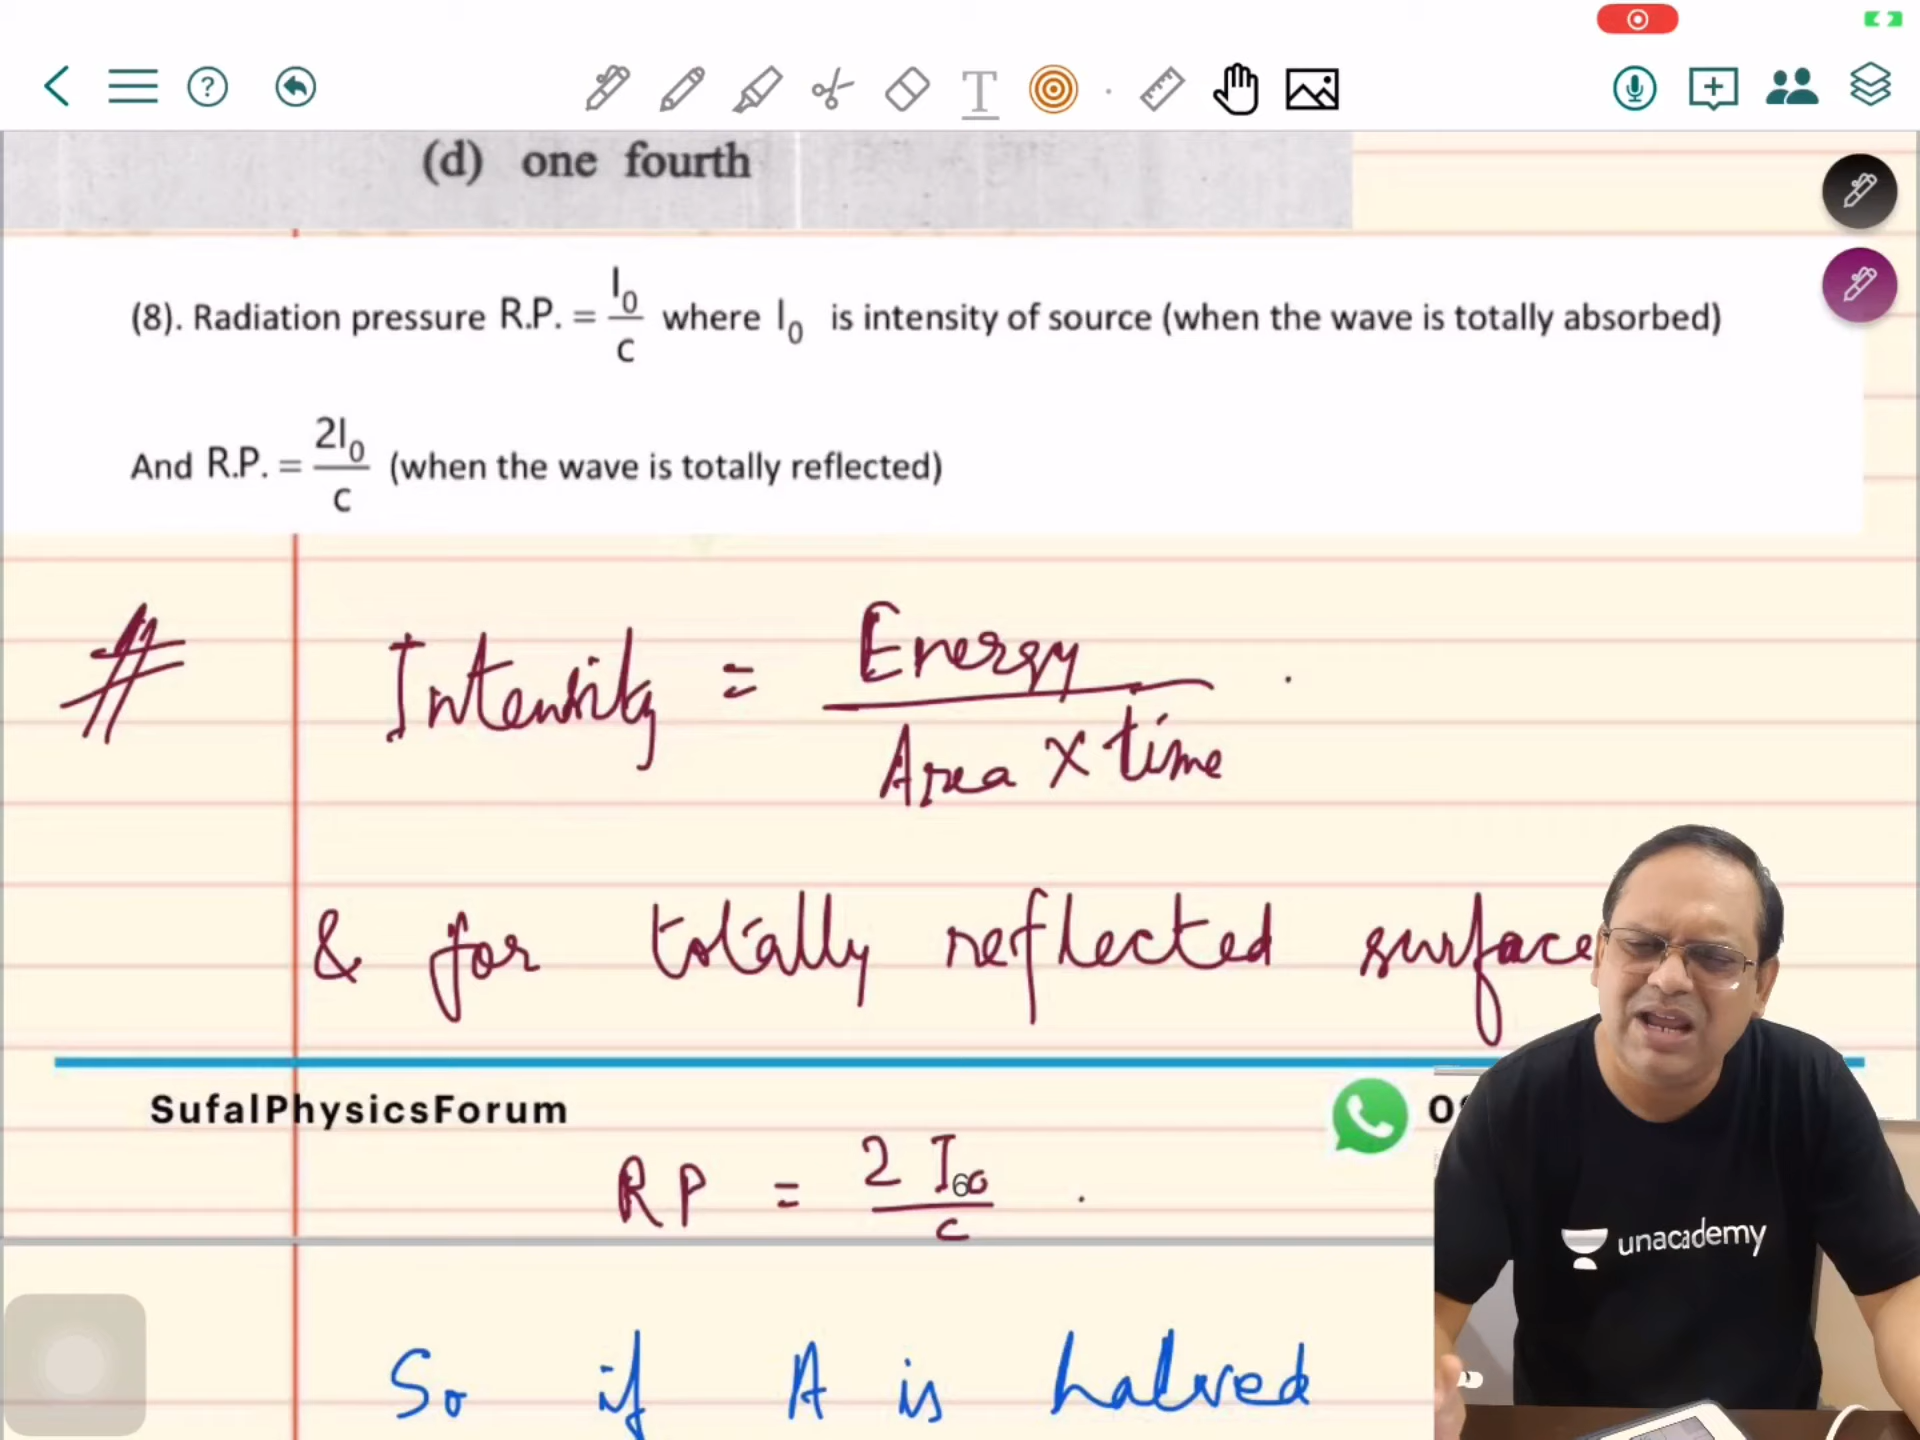 (d) one fourth
(8). Radiation pressure R.P. = I₀/c where I₀ is intensity of source (when the wave is totally absorbed)
And R.P. = 2I₀/c (when the wave is totally reflected)
# Intensity = Energy / Area × time .
& for totally reflected surface
SufalPhysicsForum
RP = 2 I₀/c .
unacademy
So if A is halved